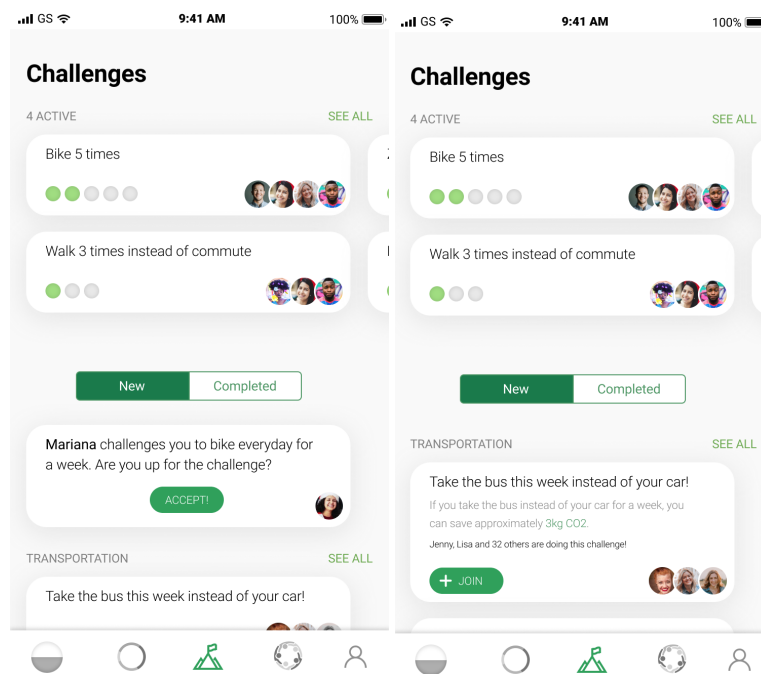 GS 9:41 AM 100%
Challenges
4 ACTIVE SEE ALL
Bike 5 times
Walk 3 times instead of commute
New Completed
Mariana challenges you to bike everyday for
a week. Are you up for the challenge?
ACCEPT!
TRANSPORTATION SEE ALL
Take the bus this week instead of your car!
GS 9:41 AM 100%
Challenges
4 ACTIVE SEE ALL
Bike 5 times
Walk 3 times instead of commute
New Completed
TRANSPORTATION SEE ALL
Take the bus this week instead of your car!
If you take the bus instead of your car for a week, you
can save approximately 3kg CO2.
Jenny, Lisa and 32 others are doing this challenge!
+ JOIN